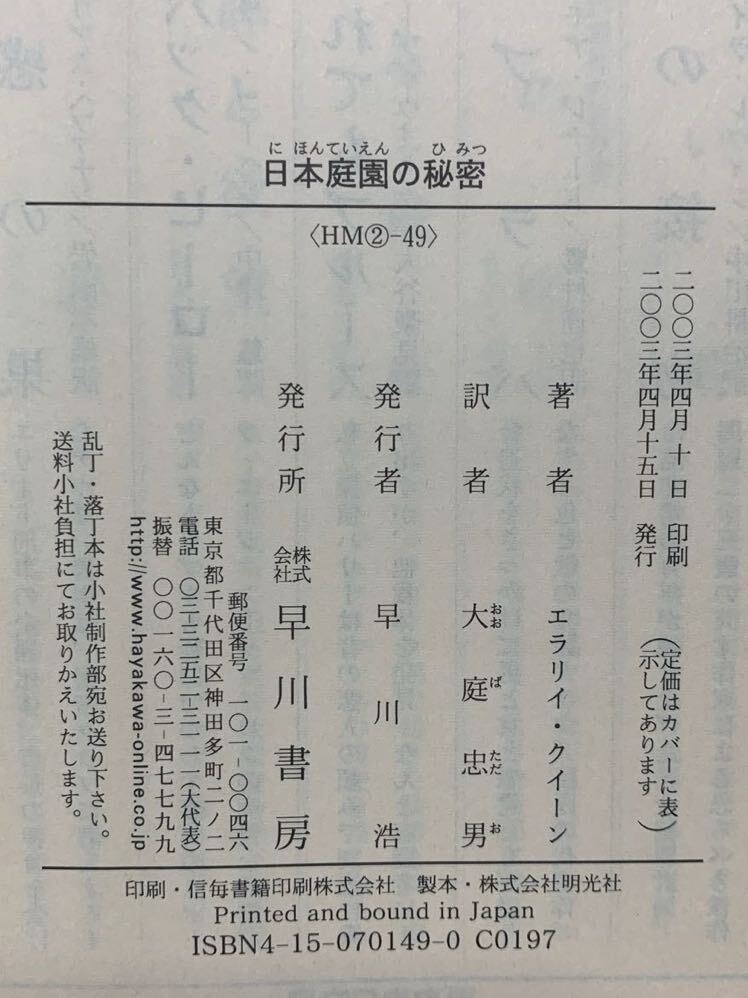 に ほんていえん ひ みつ
日本庭園の秘密
〈HM②-49〉
二〇〇三年四月 十 日 印刷
二〇〇三年四月十五日 発行
(定価はカバーに表
示してあります)
著者 エラリイ・クイーン
訳者 大庭忠男
おお ば ただ お
発行者 早川 浩
発行所 株式会社 早川書房
郵便番号 一〇一‐〇〇四六
東京都千代田区神田多町二ノ二
電話 〇三‐三二五二‐三一一一(大代表)
振替 〇〇一六〇‐三‐四七七九九
http://www.hayakawa-online.co.jp
乱丁・落丁本は小社制作部宛お送り下さい。
送料小社負担にてお取りかえいたします。
印刷・信毎書籍印刷株式会社 製本・株式会社明光社
Printed and bound in Japan
ISBN4-15-070149-0 C0197